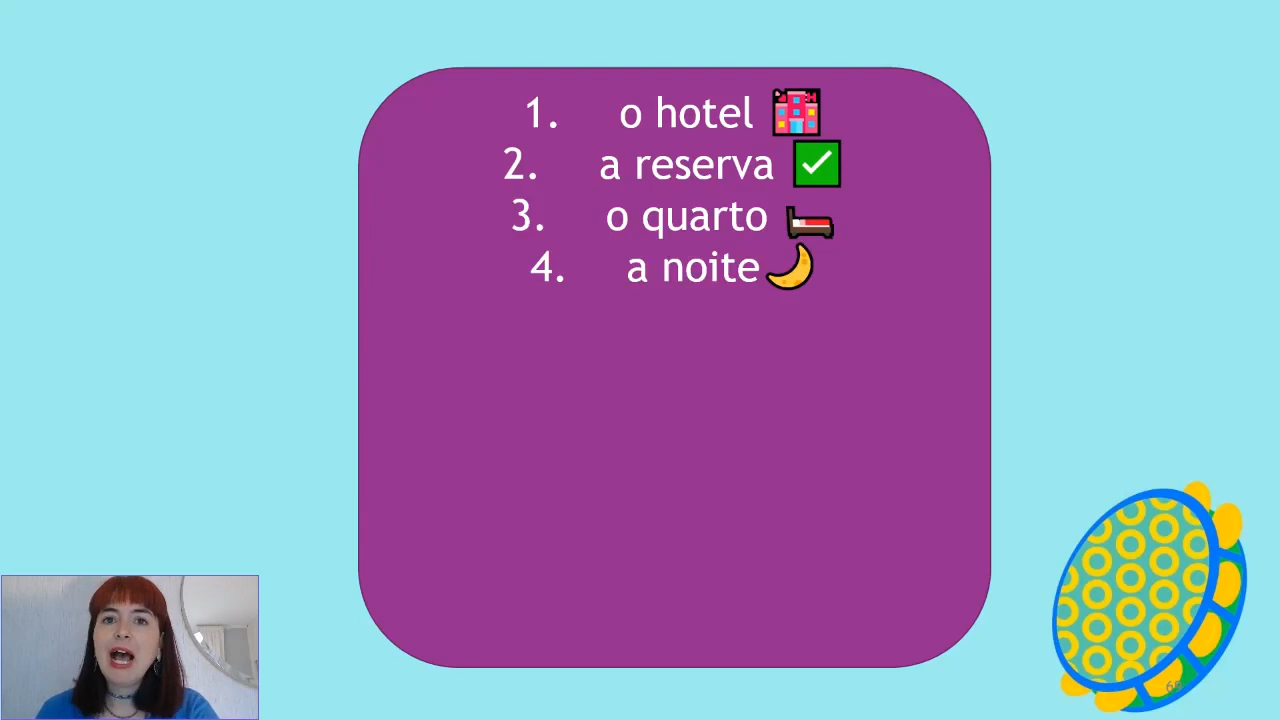 1. o hotel
2. a reserva
3. o quarto
4. a noite